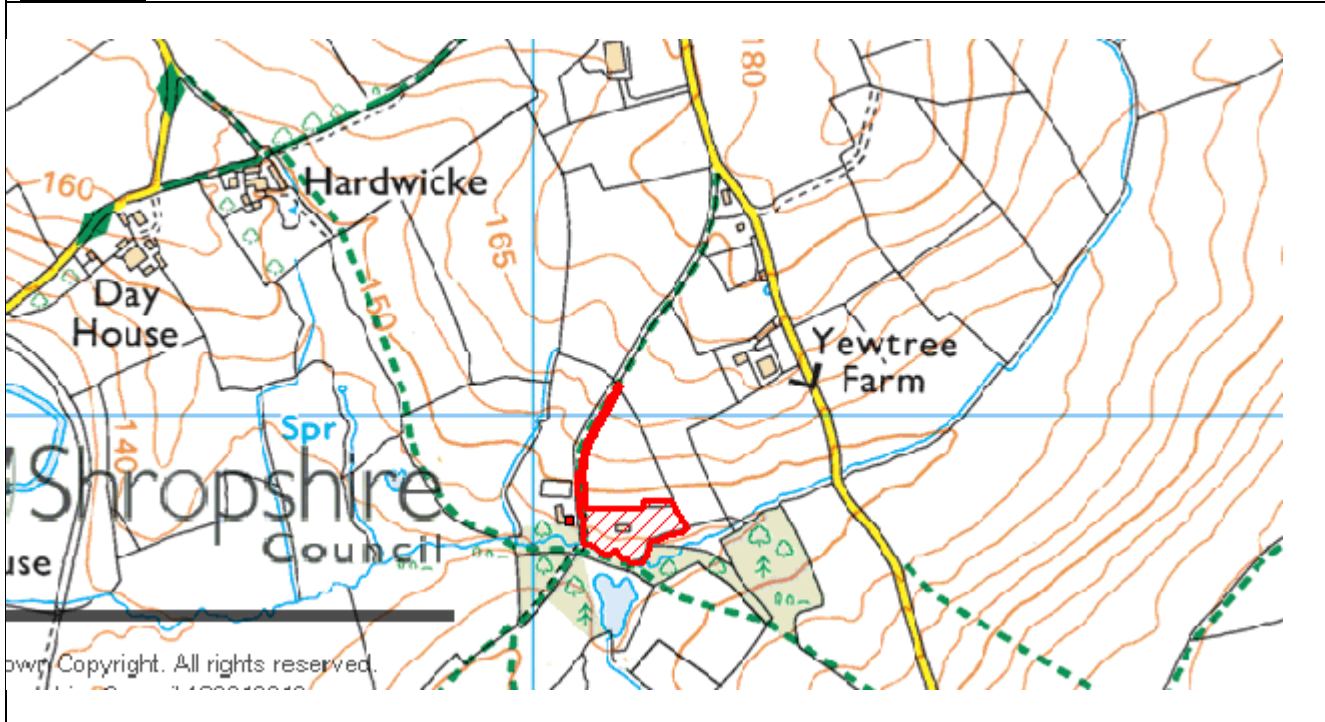 180
160
Hardwicke
165
150
Day
House
Yewtree
Farm
140
Spr
Shropshire
Council
use
own Copyright. All rights reserved.